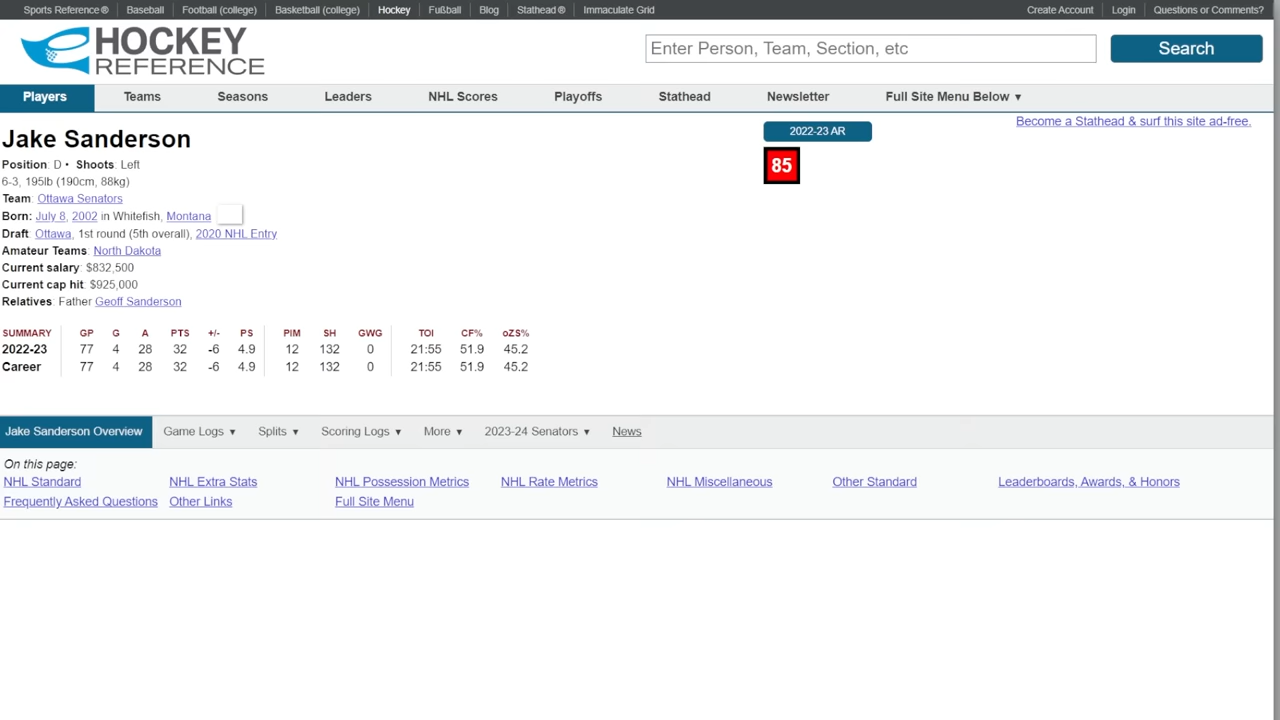 Sports Reference® Baseball Football (college) Basketball (college) Hockey Fußball Blog Stathead® Immaculate Grid Create Account Login Questions or Comments?
HOCKEY
REFERENCE
Enter Person, Team, Section, etc
Search
Players Teams Seasons Leaders NHL Scores Playoffs Stathead Newsletter Full Site Menu Below ▼
Become a Stathead & surf this site ad-free.
Jake Sanderson
2022-23 AR
85
Position: D • Shoots: Left
6-3, 195lb (190cm, 88kg)
Team: Ottawa Senators
Born: July 8, 2002 in Whitefish, Montana
Draft: Ottawa, 1st round (5th overall), 2020 NHL Entry
Amateur Teams: North Dakota
Current salary: $832,500
Current cap hit: $925,000
Relatives: Father Geoff Sanderson
SUMMARY GP G A PTS +/- PS PIM SH GWG TOI CF% oZS%
2022-23 77 4 28 32 -6 4.9 12 132 0 21:55 51.9 45.2
Career 77 4 28 32 -6 4.9 12 132 0 21:55 51.9 45.2
Jake Sanderson Overview Game Logs ▼ Splits ▼ Scoring Logs ▼ More ▼ 2023-24 Senators ▼ News
On this page:
NHL Standard NHL Extra Stats NHL Possession Metrics NHL Rate Metrics NHL Miscellaneous Other Standard Leaderboards, Awards, & Honors
Frequently Asked Questions Other Links Full Site Menu